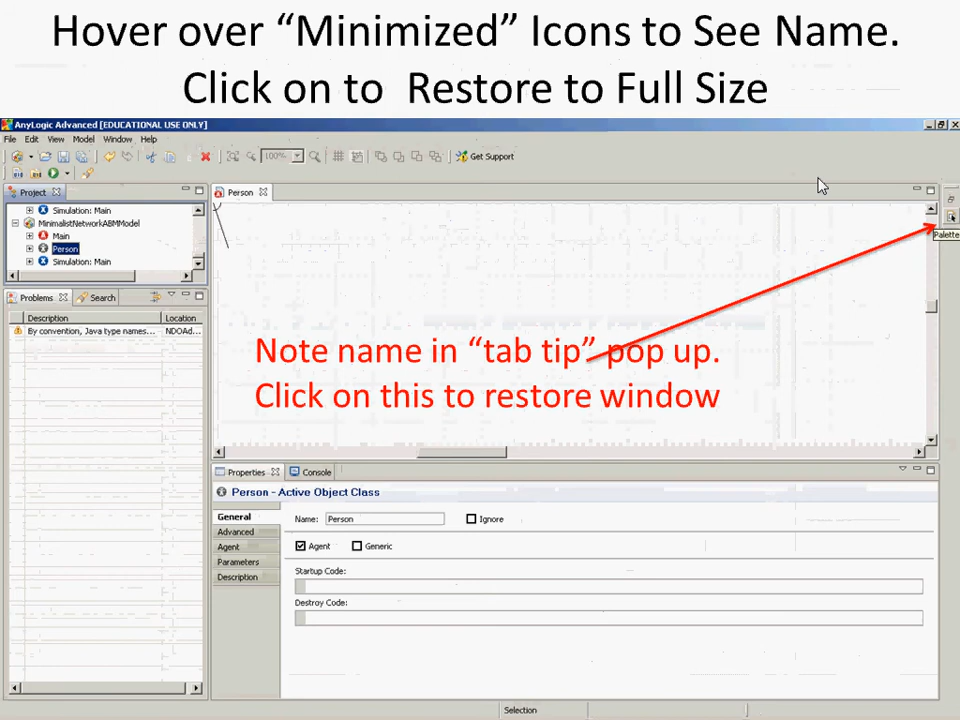 Hover over “Minimized” Icons to See Name.
Click on to Restore to Full Size
AnyLogic Advanced [EDUCATIONAL USE ONLY]
File Edit View Model Window Help
100% Get Support
Project
Person
Simulation: Main
MinimalistNetworkABMModel
Main
Person
Simulation: Main
Palette
Problems Search
Description Location
By convention, Java type names... NDOAd...
Note name in “tab tip” pop up.
Click on this to restore window
Properties Console
Person - Active Object Class
General
Advanced
Agent
Parameters
Description
Name: Person Ignore
Agent Generic
Startup Code:
Destroy Code:
Selection